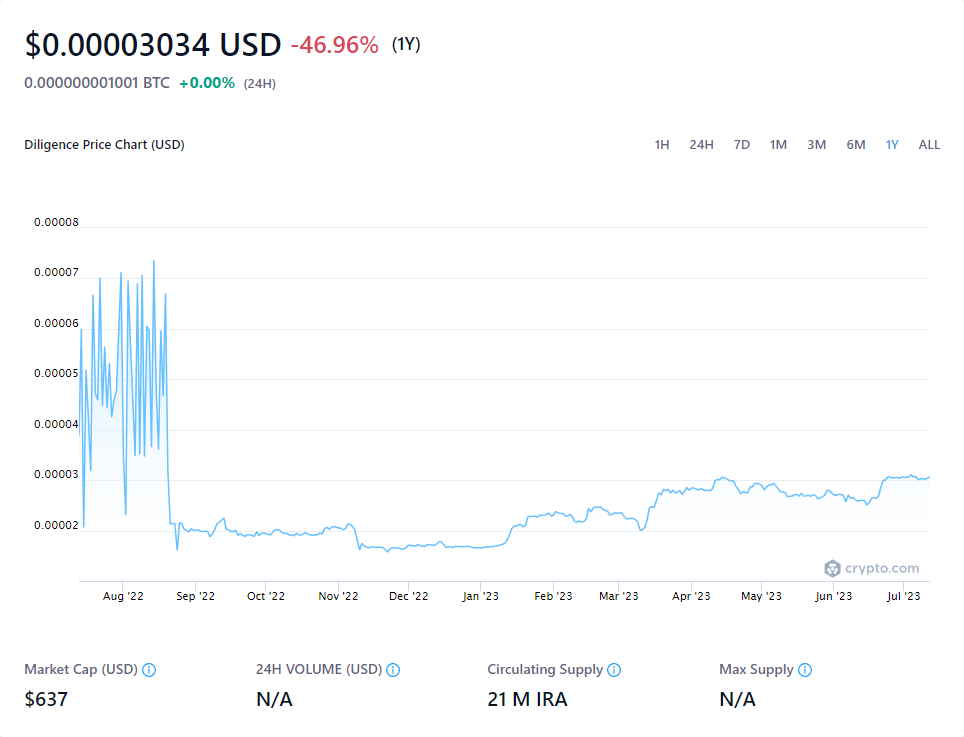 $0.00003034 USD -46.96% (1Y)
0.000000001001 BTC +0.00% (24H)
Diligence Price Chart (USD) 1H 24H 7D 1M 3M 6M 1Y ALL
0.00008
0.00007
0.00006
0.00005
0.00004
0.00003
0.00002
crypto.com
Aug '22 Sep '22 Oct '22 Nov '22 Dec '22 Jan '23 Feb '23 Mar '23 Apr '23 May '23 Jun '23 Jul '23
Market Cap (USD) 24H VOLUME (USD) Circulating Supply Max Supply
$637 N/A 21 M IRA N/A